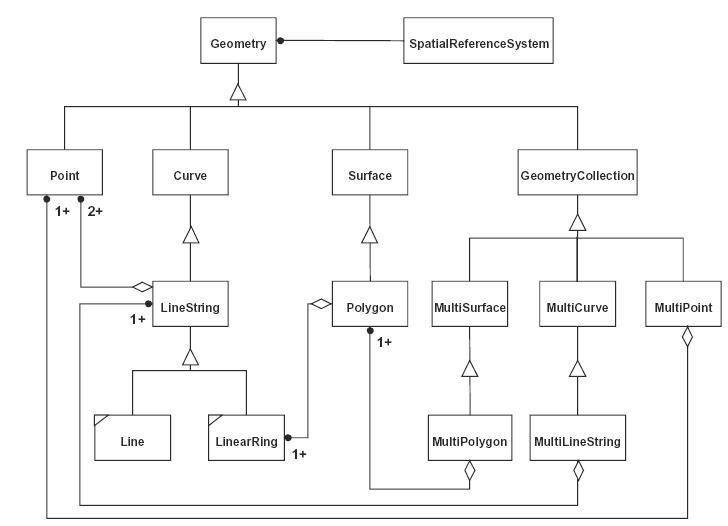 Geometry
SpatialReferenceSystem
Point
Curve
Surface
GeometryCollection
1+
2+
LineString
Polygon
MultiSurface
MultiCurve
MultiPoint
1+
1+
Line
LinearRing
MultiPolygon
MultiLineString
1+